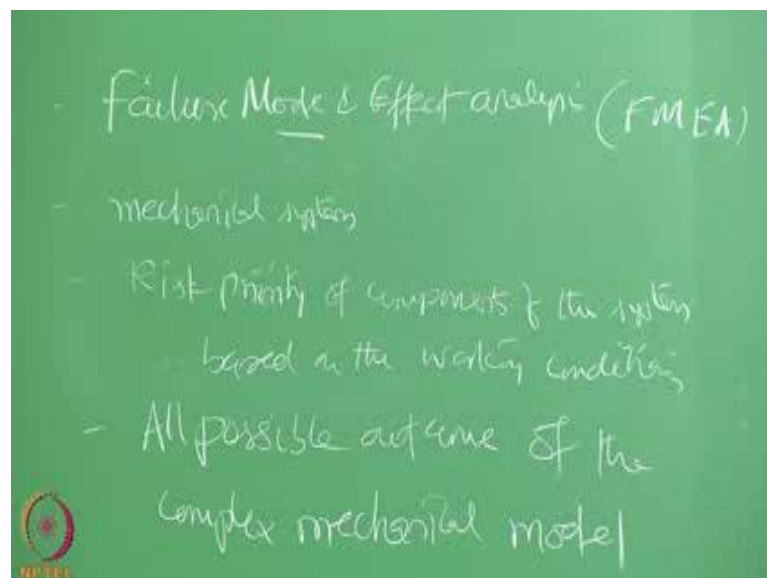 - Failure Mode & Effect analysis (FMEA)
- mechanical systems
- Risk Priority of components of the system
based on the working conditions
- All possible outcome of the
complex mechanical model
NPTEL